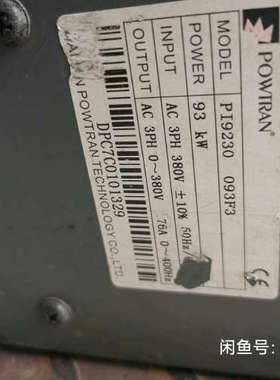 POWTRAN
MODEL PI9230 093F3
POWER 93 kW
INPUT AC 3PH 380V ±10% 50Hz/
OUTPUT AC 3PH 0~380V 76A 0~400Hz
DPC7C0101329
POWTRAN TECHNOLOGY CO.,LTD
闲鱼号: